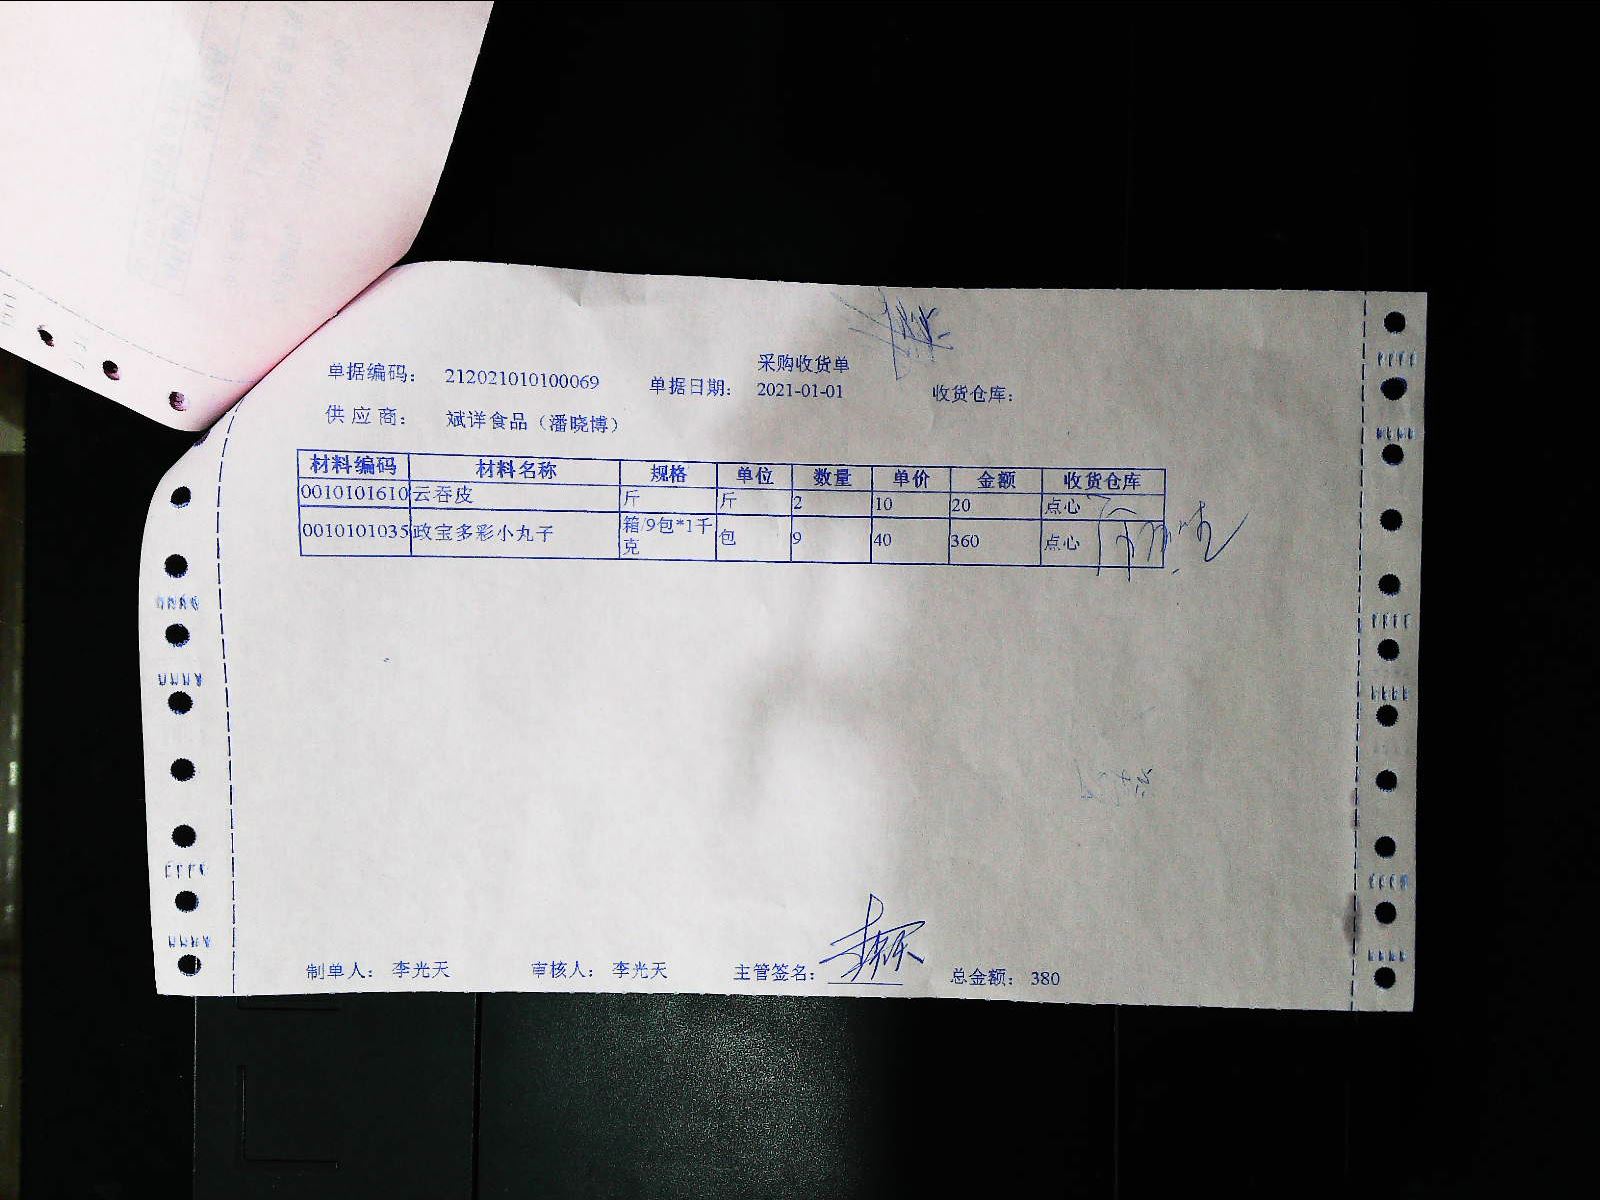 采购收货单
单据编码： 212021010100069 单据日期： 2021-01-01 收货仓库：
供 应 商： 斌详食品（潘晓博）
材料编码 材料名称 规格 单位 数量 单价 金额 收货仓库
0010101610 云吞皮 斤 斤 2 10 20 点心
0010101035 政宝多彩小丸子 箱/9包*1千克 包 9 40 360 点心
制单人： 李光天 审核人： 李光天 主管签名： 总金额： 380